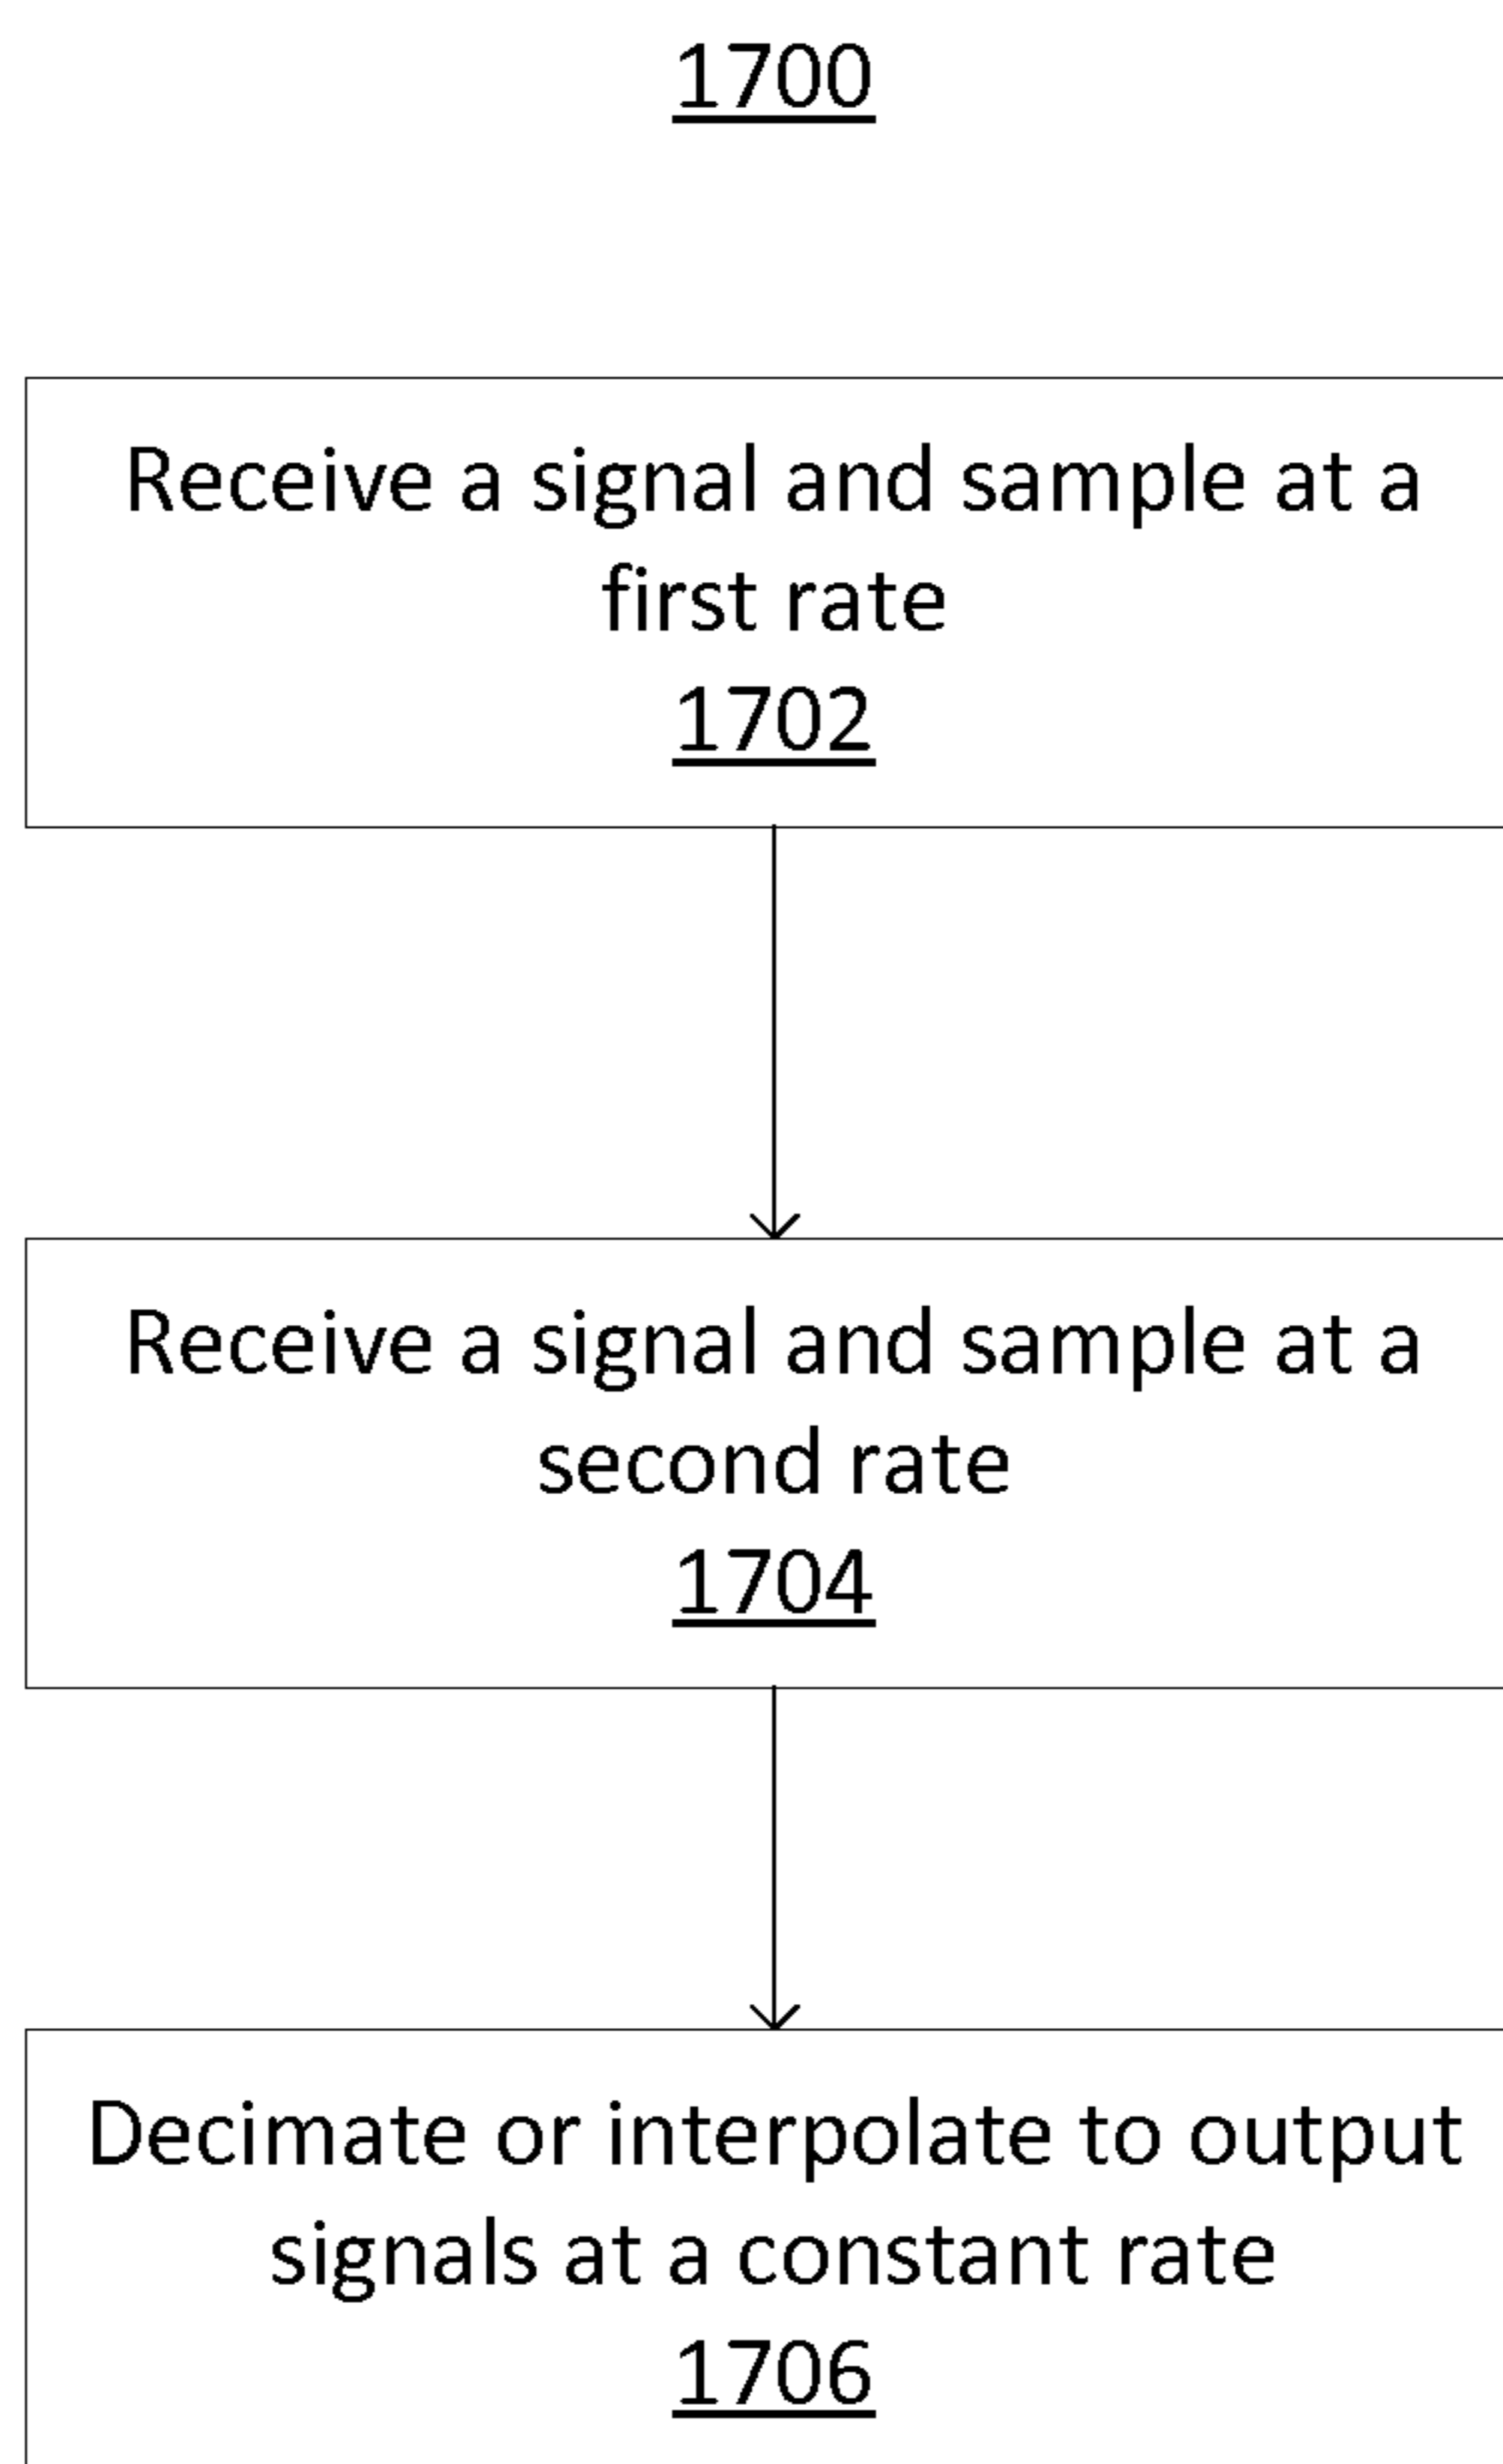 1700
Receive a signal and sample at a
first rate
1702
Receive a signal and sample at a
second rate
1704
Decimate or interpolate to output
signals at a constant rate
1706